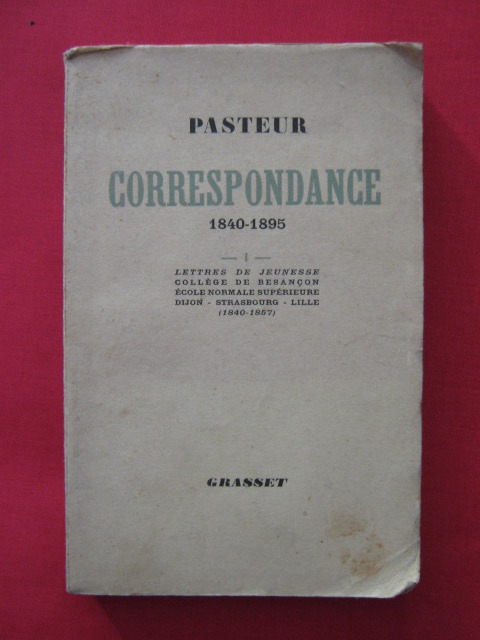 PASTEUR
CORRESPONDANCE
1840-1895
— I —
LETTRES DE JEUNESSE
COLLÈGE DE BESANÇON
ÉCOLE NORMALE SUPÉRIEURE
DIJON - STRASBOURG - LILLE
(1840-1857)
GRASSET